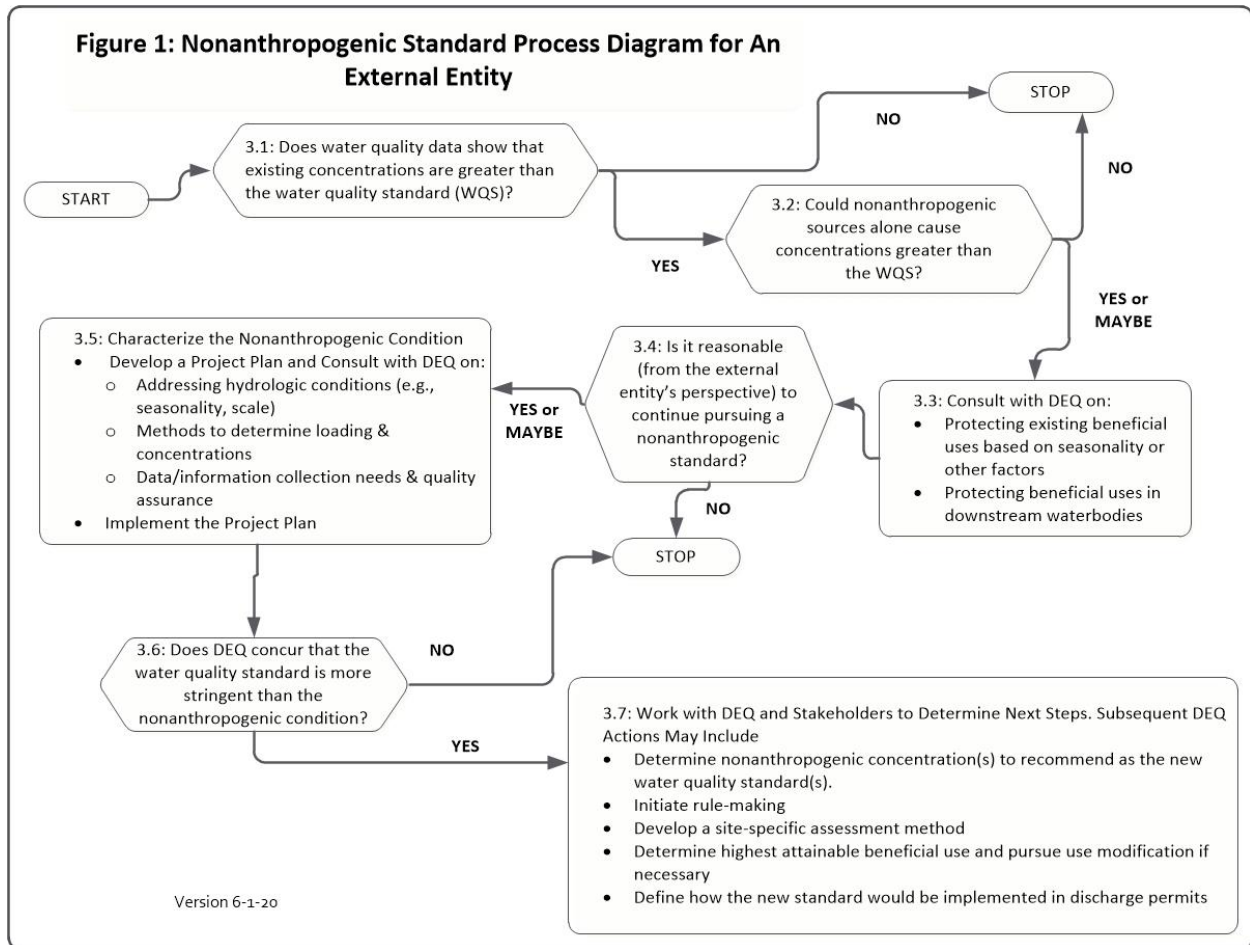 Figure 1: Nonanthropogenic Standard Process Diagram for An
External Entity
STOP
NO
3.1: Does water quality data show that
existing concentrations are greater than
the water quality standard (WQS)?
START
NO
3.2: Could nonanthropogenic
sources alone cause
concentrations greater than
the WQS?
YES
YES or
MAYBE
3.5: Characterize the Nonanthropogenic Condition
• Develop a Project Plan and Consult with DEQ on:
o Addressing hydrologic conditions (e.g.,
seasonality, scale)
o Methods to determine loading &
concentrations
o Data/information collection needs & quality
assurance
• Implement the Project Plan
YES or
MAYBE
3.4: Is it reasonable
(from the external
entity's perspective) to
continue pursuing a
nonanthropogenic
standard?
3.3: Consult with DEQ on:
• Protecting existing beneficial
uses based on seasonality or
other factors
• Protecting beneficial uses in
downstream waterbodies
NO
STOP
3.6: Does DEQ concur that the
water quality standard is more
stringent than the
nonanthropogenic condition?
NO
YES
3.7: Work with DEQ and Stakeholders to Determine Next Steps. Subsequent DEQ
Actions May Include
• Determine nonanthropogenic concentration(s) to recommend as the new
water quality standard(s).
• Initiate rule-making
• Develop a site-specific assessment method
• Determine highest attainable beneficial use and pursue use modification if
necessary
• Define how the new standard would be implemented in discharge permits
Version 6-1-20